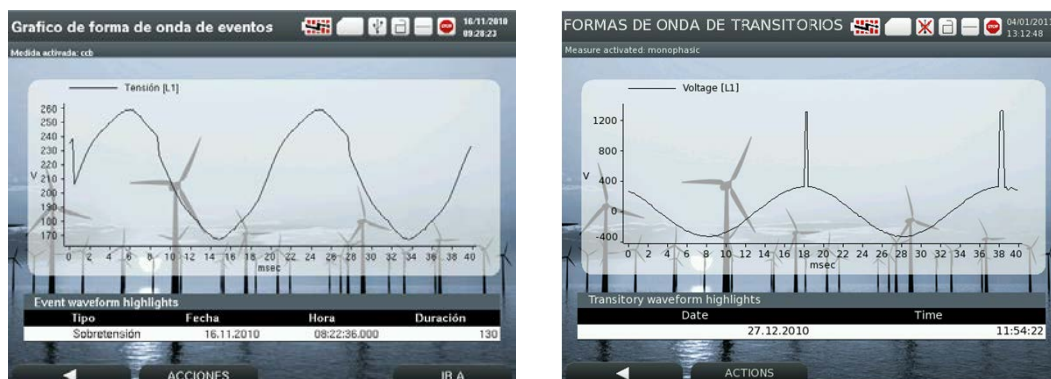 Grafico de forma de onda de eventos
16/11/2010
09:28:23
Medida activada: ccb
Tensión [L1]
260
250
240
230
220
V 210
200
190
180
170
0 2 4 6 8 10 12 14 16 18 20 22 24 26 28 30 32 34 36 38 40
msec
Event waveform highlights
Tipo Fecha Hora Duración
Sobretensión 16.11.2010 08:22:36.000 130
ACCIONES IR A
FORMAS DE ONDA DE TRANSITORIOS
04/01/2011
13:12:48
Measure activated: monophasic
Voltage [L1]
1200
800
V 400
0
-400
0 2 4 6 8 10 12 14 16 18 20 22 24 26 28 30 32 34 36 38 40
msec
Transitory waveform highlights
Date Time
27.12.2010 11:54:22
ACTIONS